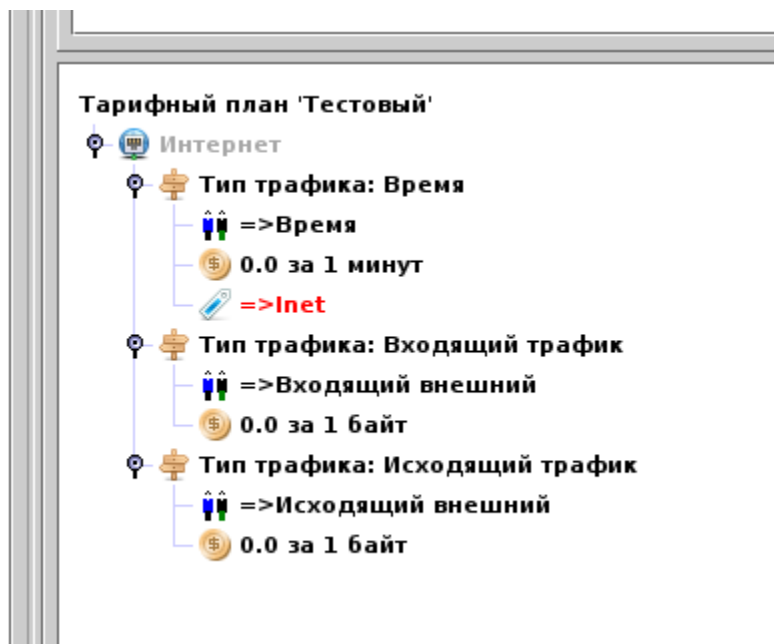 Тарифный план 'Тестовый'
Интернет
Тип трафика: Время
=>Время
0.0 за 1 минут
=>Inet
Тип трафика: Входящий трафик
=>Входящий внешний
0.0 за 1 байт
Тип трафика: Исходящий трафик
=>Исходящий внешний
0.0 за 1 байт